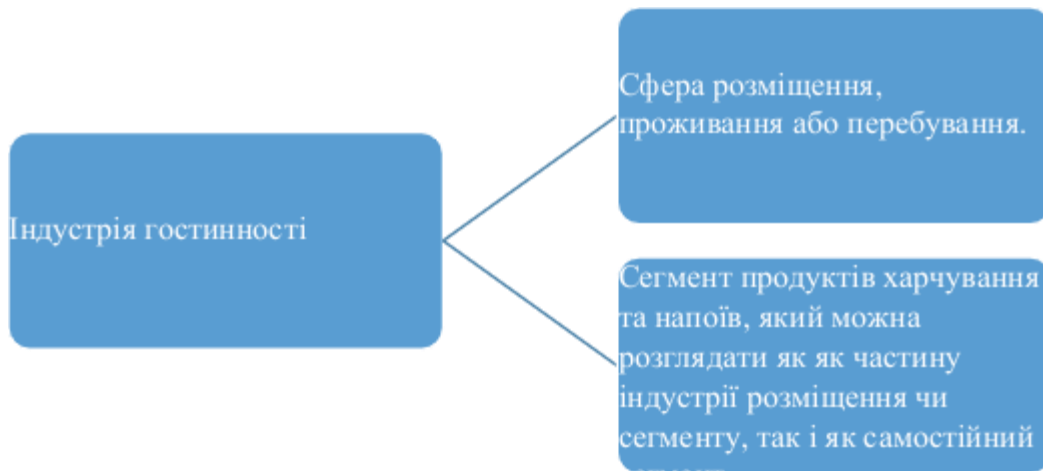 Індустрія гостинності
Сфера розміщення,
проживання або перебування.
Сегмент продуктів харчування
та напоїв, який можна
розглядати як як частину
індустрії розміщення чи
сегменту, так і як самостійний